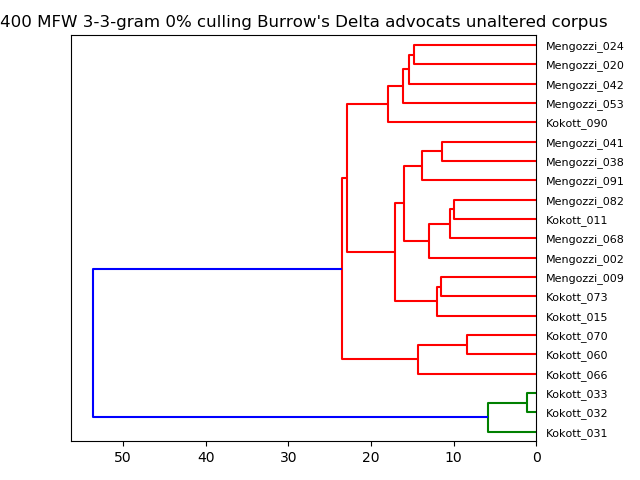 400 MFW 3-3-gram 0% culling Burrow's Delta advocats unaltered corpus
Mengozzi_024
Mengozzi_020
Mengozzi_042
Mengozzi_053
Kokott_090
Mengozzi_041
Mengozzi_038
Mengozzi_091
Mengozzi_082
Kokott_011
Mengozzi_068
Mengozzi_002
Mengozzi_009
Kokott_073
Kokott_015
Kokott_070
Kokott_060
Kokott_066
Kokott_033
Kokott_032
Kokott_031
50 40 30 20 10 0